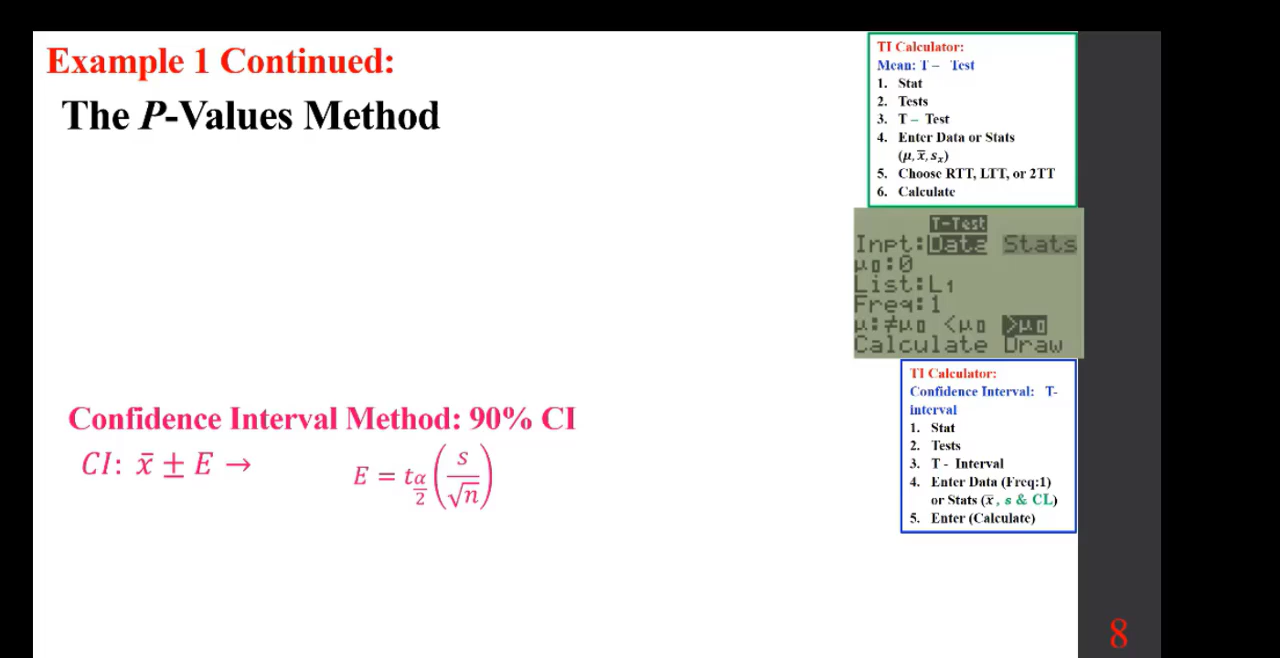 Example 1 Continued:
The P-Values Method
TI Calculator:
Mean: T – Test
1. Stat
2. Tests
3. T – Test
4. Enter Data or Stats
(μ, x̄, sₓ)
5. Choose RTT, LTT, or 2TT
6. Calculate
T-Test
Inpt:Data Stats
μ0:0
List:L1
Freq:1
μ:≠μ0 <μ0 >μ0
Calculate Draw
Confidence Interval Method: 90% CI
CI: x̄ ± E → E = t_{α/2} (s/√n)
TI Calculator:
Confidence Interval: T-
interval
1. Stat
2. Tests
3. T - Interval
4. Enter Data (Freq:1)
or Stats (x̄, s & CL)
5. Enter (Calculate)
8